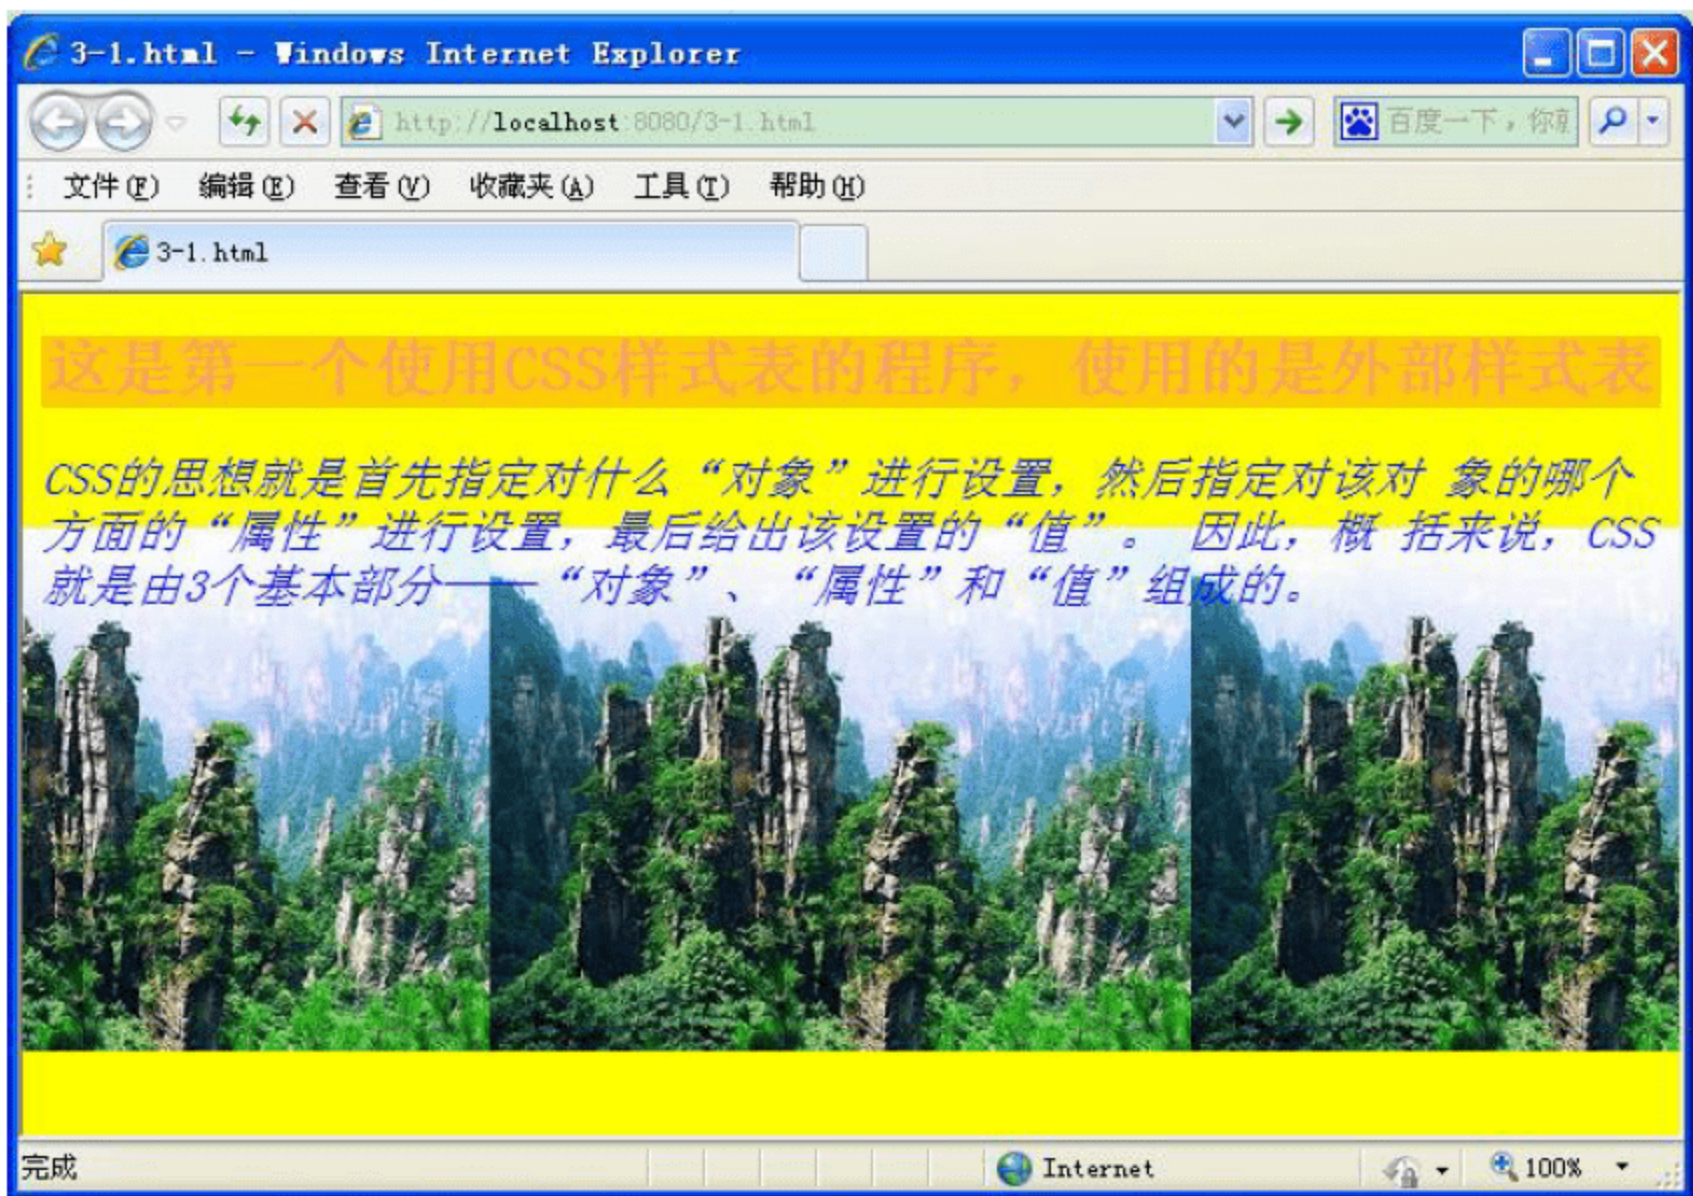 3-1.html - Windows Internet Explorer
http://localhost:8080/3-1.html
百度一下，你
文件(F) 编辑(E) 查看(V) 收藏夹(A) 工具(T) 帮助(H)
3-1.html
这是第一个使用CSS样式表的程序，使用的是外部样式表
CSS的思想就是首先指定对什么“对象”进行设置，然后指定对该对 象的哪个
方面的“属性”进行设置，最后给出该设置的“值”。 因此，概 括来说，CSS
就是由3个基本部分——“对象”、“属性”和“值”组成的。
完成
Internet
100%